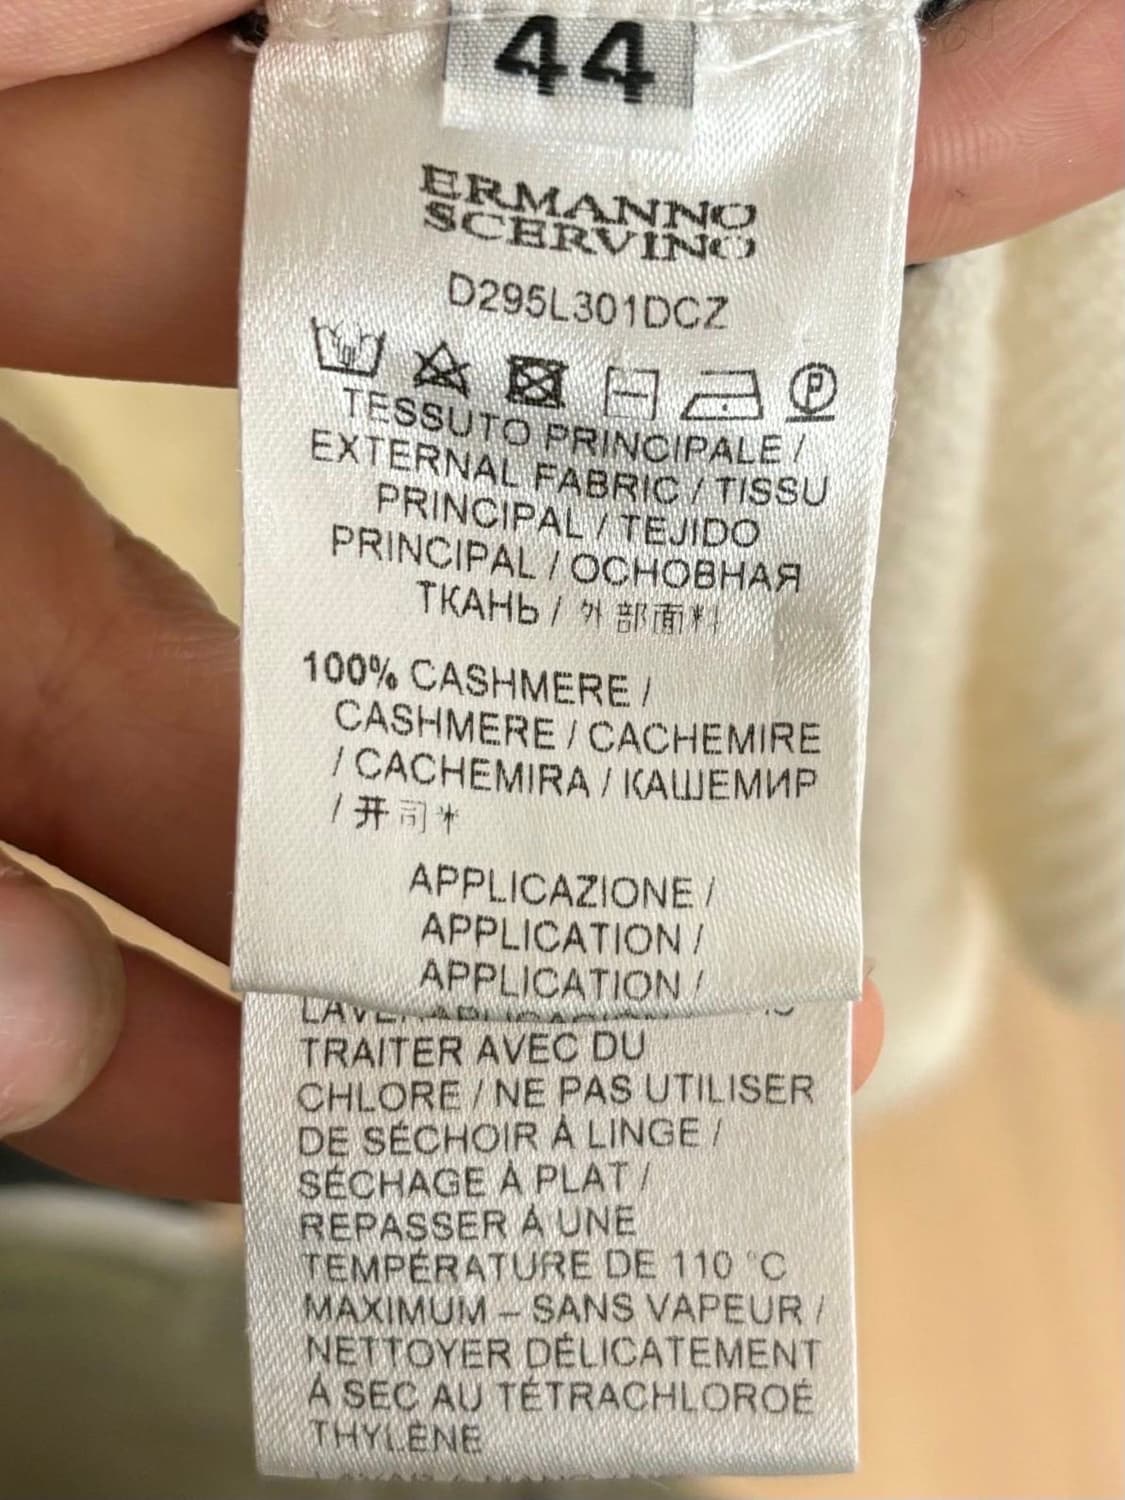 44
ERMANNO
SCERVINO
D295L301DCZ
TESSUTO PRINCIPALE /
EXTERNAL FABRIC / TISSU
PRINCIPAL / TEJIDO
PRINCIPAL / ОСНОВНАЯ
ТКАНЬ / 外部面料
100% CASHMERE /
CASHMERE / CACHEMIRE
/ CACHEMIRA / КАШЕМИР
/ 开司米
APPLICAZIONE /
APPLICATION /
APPLICATION /
TRAITER AVEC DU
CHLORE / NE PAS UTILISER
DE SÉCHOIR À LINGE /
SÉCHAGE À PLAT /
REPASSER À UNE
TEMPÉRATURE DE 110 °C
MAXIMUM – SANS VAPEUR /
NETTOYER DÉLICATEMENT
À SEC AU TÉTRACHLOROÉ
THYLÈNE